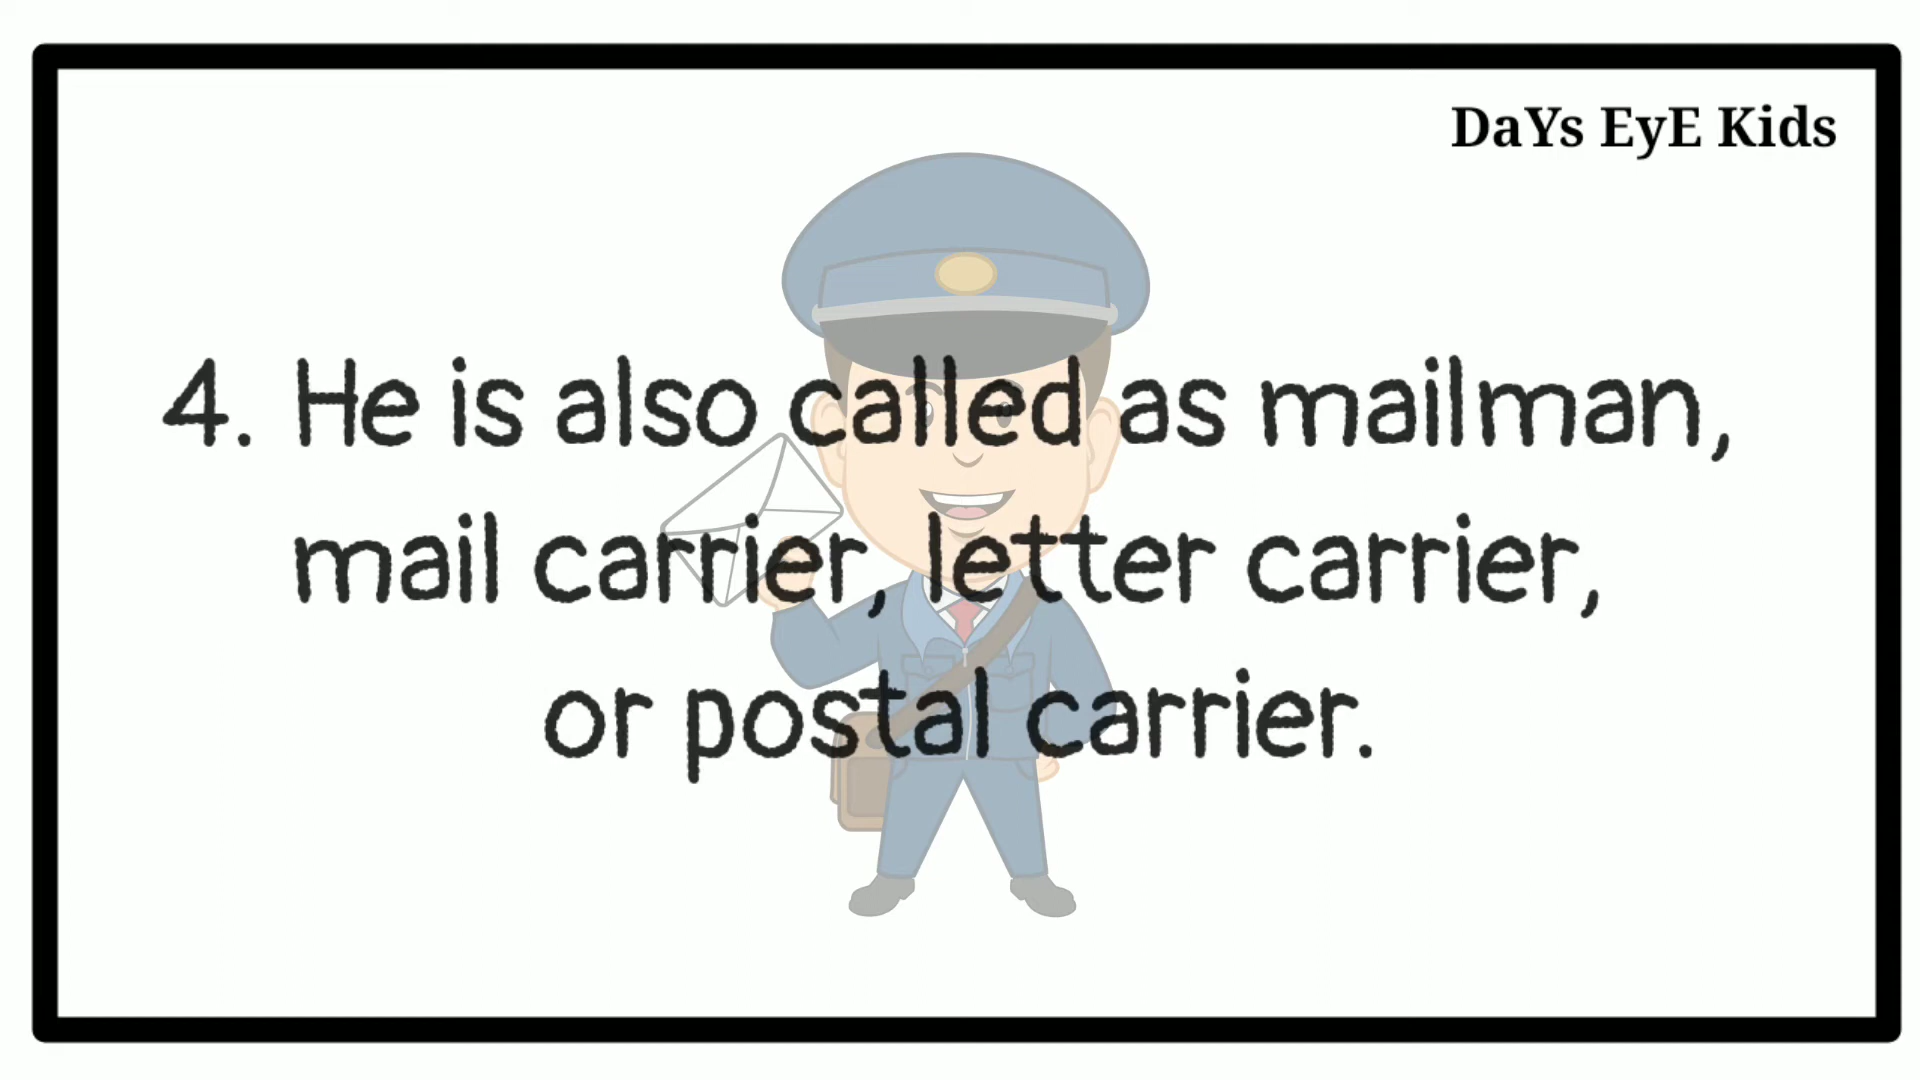 DaYs EyE Kids
4. He is also called as mailman,
mail carrier, letter carrier,
or postal carrier.